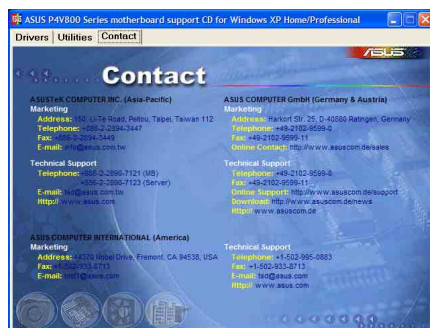 ASUS P4V800 Series motherboard support CD for Windows XP Home/Professional
Drivers Utilities Contact
ASUS
Contact
ASUSTeK COMPUTER INC. (Asia-Pacific)
Marketing
Address: 150, Li-Te Road, Peitou, Taipei, Taiwan 112
Telephone: +886-2-2894-3447
Fax: +886-2-2894-3449
E-mail: info@asus.com.tw
Technical Support
Telephone: +886-2-2890-7121 (MB)
+886-2-2890-7123 (Server)
E-mail: tsd@asus.com.tw
Http:// www.asus.com
ASUS COMPUTER GmbH (Germany & Austria)
Marketing
Address: Harkort Str. 25, D-40880 Ratingen, Germany
Telephone: +49-2102-9599-0
Fax: +49-2102-9599-11
Online Contact: http://www.asuscom.de/sales
Technical Support
Telephone: +49-2102-9599-0
Fax: +49-2102-9599-11
Online Support: http://www.asuscom.de/support
Download: http://www.asuscom.de/news
Http:// www.asuscom.de
ASUS COMPUTER INTERNATIONAL (America)
Marketing
Address: 44370 Nobel Drive, Fremont, CA 94538, USA
Fax: +1-502-933-8713
E-mail: tmd1@asus.com
Technical Support
Telephone: +1-502-995-0883
Fax: +1-502-933-8713
E-mail: tsd@asus.com